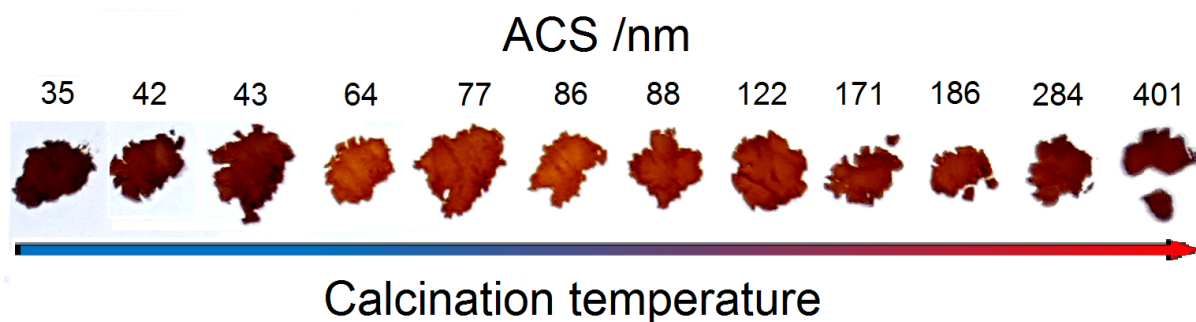 ACS /nm
35 42 43 64 77 86 88 122 171 186 284 401
Calcination temperature